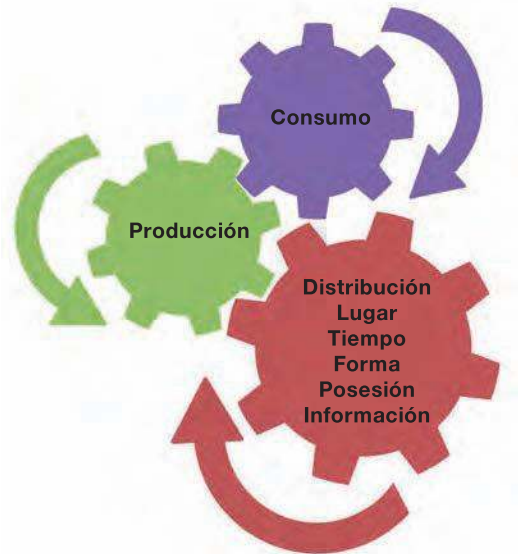 Consumo
Producción
Distribución
Lugar
Tiempo
Forma
Posesión
Información